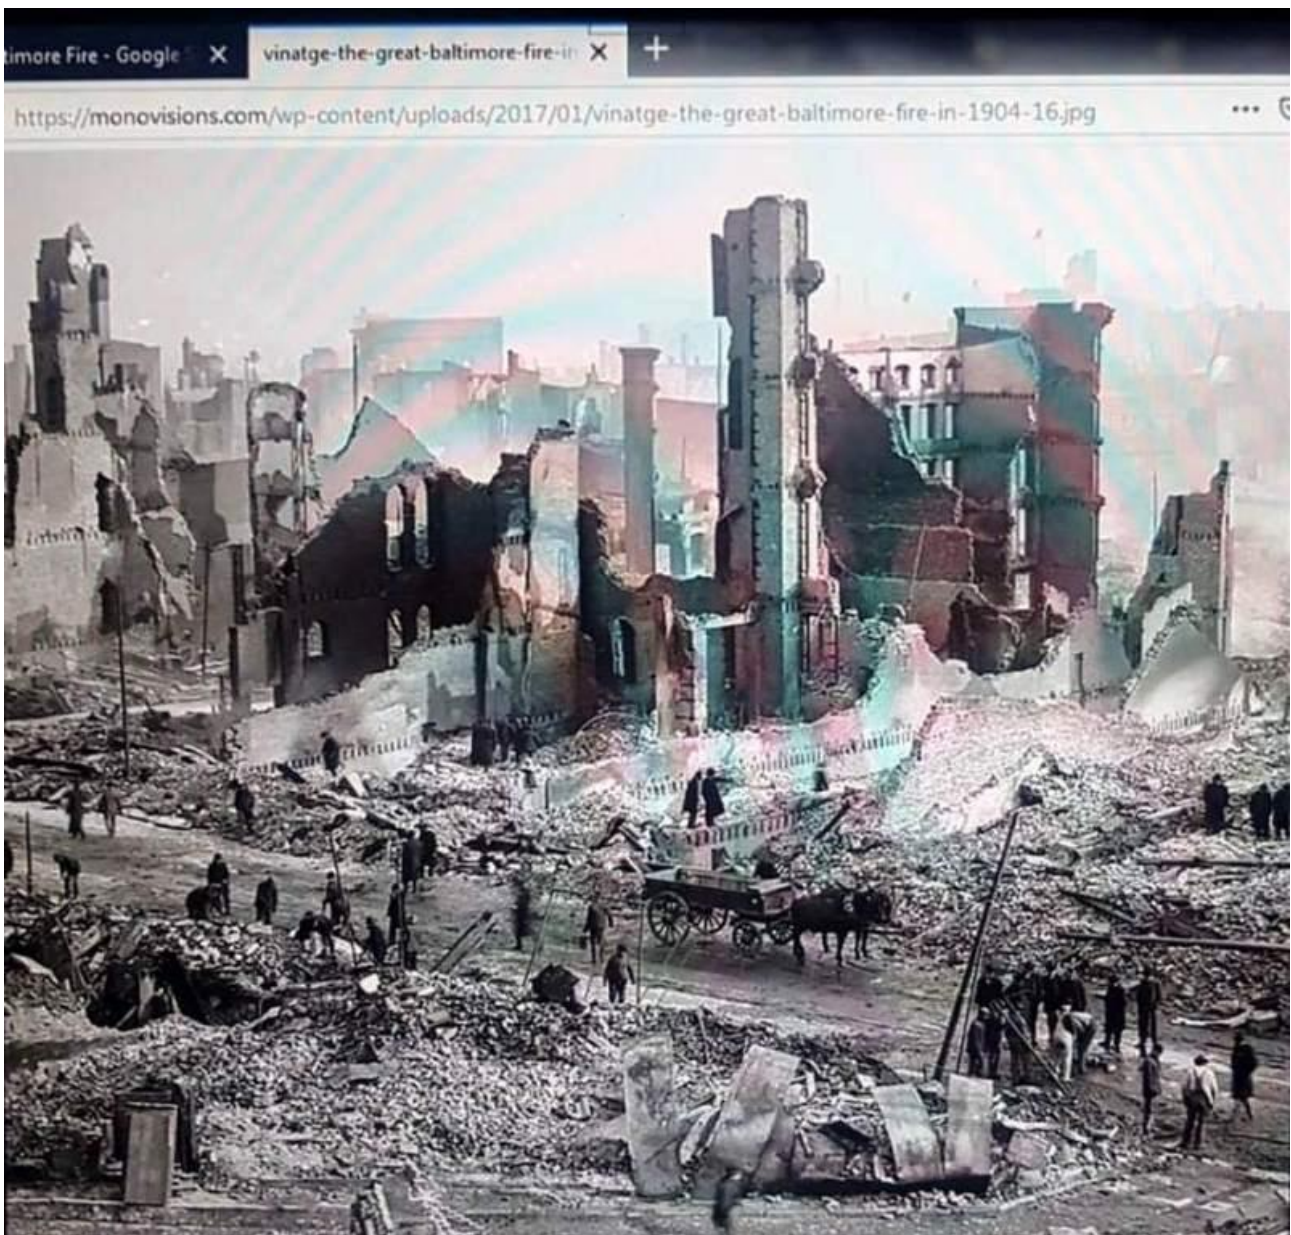 timore Fire - Google
vinatge-the-great-baltimore-fire-in
https://monovisions.com/wp-content/uploads/2017/01/vinatge-the-great-baltimore-fire-in-1904-16.jpg